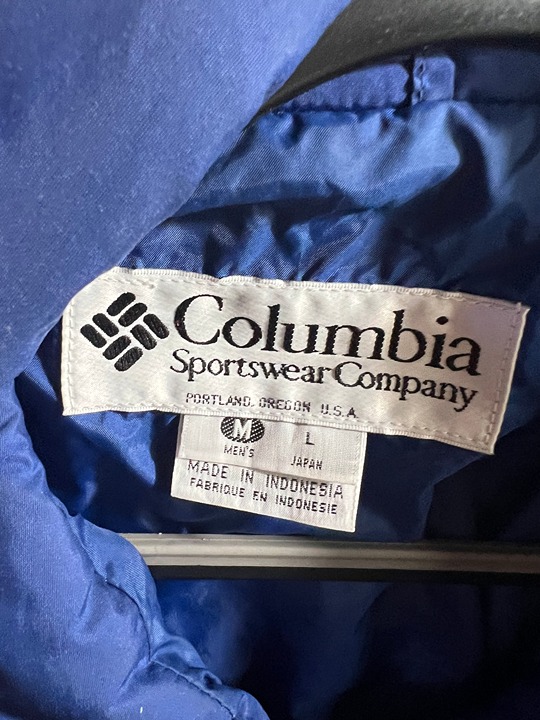 Columbia
Sportswear Company
PORTLAND, OREGON U.S.A.
M L
MEN'S JAPAN
MADE IN INDONESIA
FABRIQUE EN INDONESIE